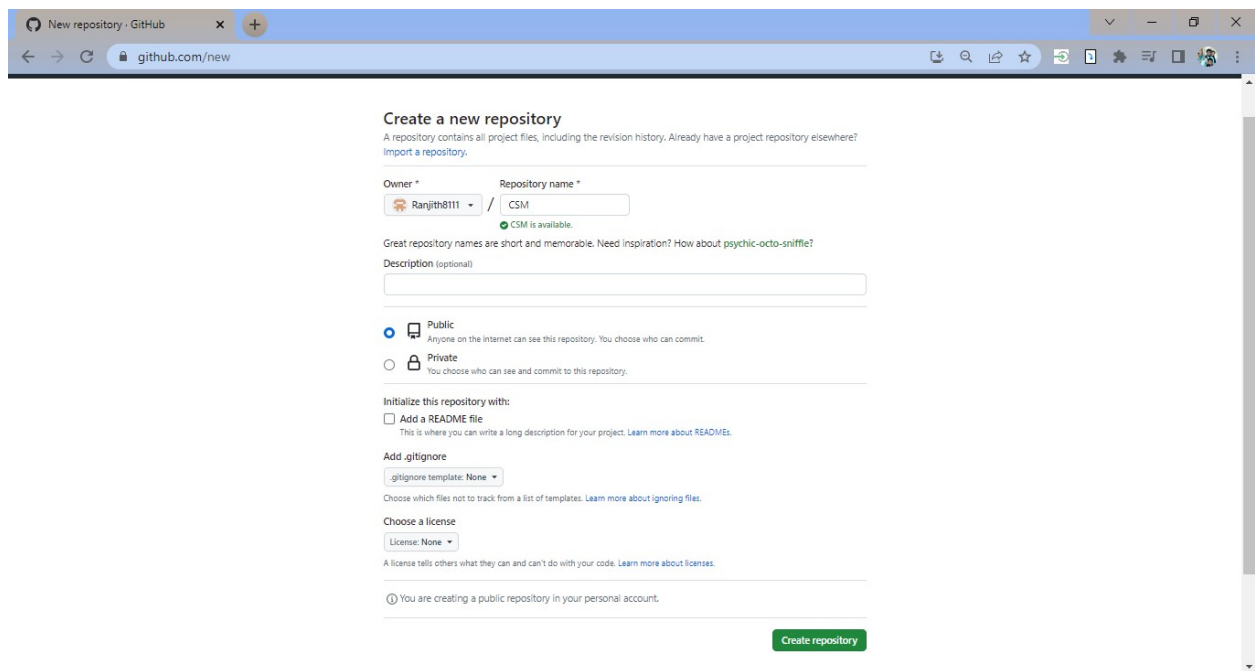 New repository · GitHub
github.com/new
Create a new repository
A repository contains all project files, including the revision history. Already have a project repository elsewhere?
Import a repository.
Owner * Repository name *
Ranjith8111 / CSM
CSM is available.
Great repository names are short and memorable. Need inspiration? How about psychic-octo-sniffle?
Description (optional)
Public
Anyone on the internet can see this repository. You choose who can commit.
Private
You choose who can see and commit to this repository.
Initialize this repository with:
Add a README file
This is where you can write a long description for your project. Learn more about READMEs.
Add .gitignore
.gitignore template: None
Choose which files not to track from a list of templates. Learn more about ignoring files.
Choose a license
License: None
A license tells others what they can and can't do with your code. Learn more about licenses.
You are creating a public repository in your personal account.
Create repository